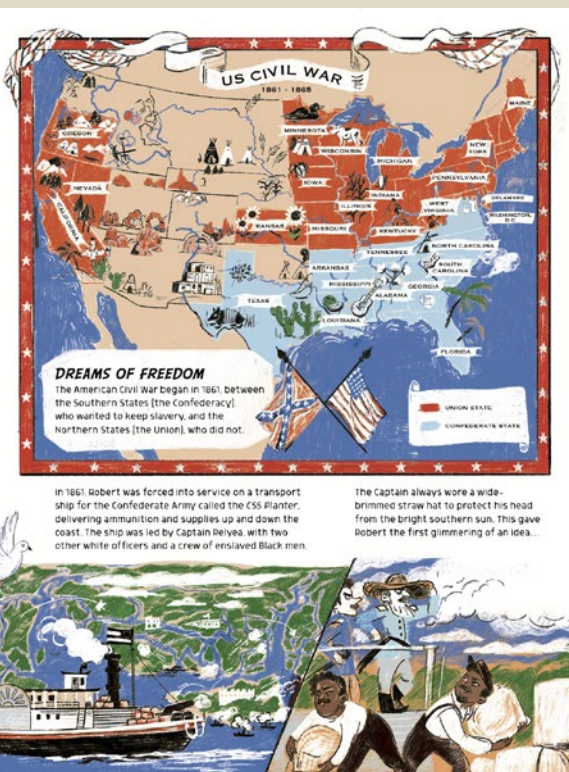 US CIVIL WAR
1861 - 1865
MAINE
OREGON
MINNESOTA
WISCONSIN
MICHIGAN
NEW
YORK
NEVADA
IOWA
PENNSYLVANIA
CALIFORNIA
ILLINOIS
INDIANA
WEST
VIRGINIA
DELAWARE
WASHINGTON,
D.C
KANSAS
MISSOURI
KENTUCKY
TENNESSEE
NORTH CAROLINA
ARKANSAS
SOUTH
CAROLINA
MISSISSIPPI
GEORGIA
ALABAMA
TEXAS
LOUISIANA
FLORIDA
DREAMS OF FREEDOM
The American Civil War began in 1861, between
the Southern States (the Confederacy),
who wanted to keep slavery, and the
Northern States (the Union), who did not.
UNION STATE
CONFEDERATE STATE
In 1861, Robert was forced into service on a transport
ship for the Confederate Army called the CSS Planter,
delivering ammunition and supplies up and down the
coast. The ship was led by Captain Relyea, with two
other white officers and a crew of enslaved Black men.
The Captain always wore a wide-
brimmed straw hat to protect his head
from the bright southern sun. This gave
Robert the first glimmering of an idea...